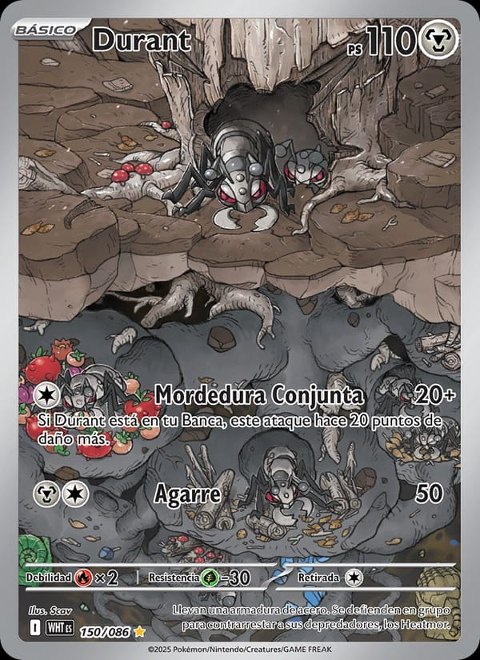 BÁSICO
Durant
PS 110
Mordedura Conjunta 20+
Si Durant está en tu Banca, este ataque hace 20 puntos de
daño más.
Agarre 50
Debilidad ×2 Resistencia -30 Retirada
Ilus. Scav
I WHT ES 150/086
Llevan una armadura de acero. Se defienden en grupo
para contrarrestar a sus depredadores, los Heatmor.
©2025 Pokémon/Nintendo/Creatures/GAME FREAK